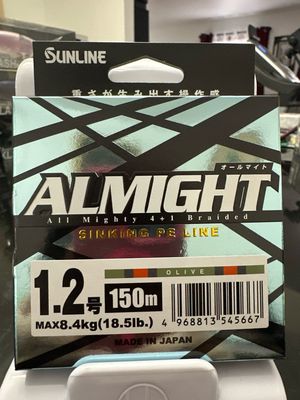 SUNLINE
重さが生み出す操作感
オールマイト
ALMIGHT
All Mighty 4+1 Braided
SINKING PE LINE
OLIVE
1.2号 150m
MAX8.4kg(18.5lb.)
4 968813 545667
MADE IN JAPAN